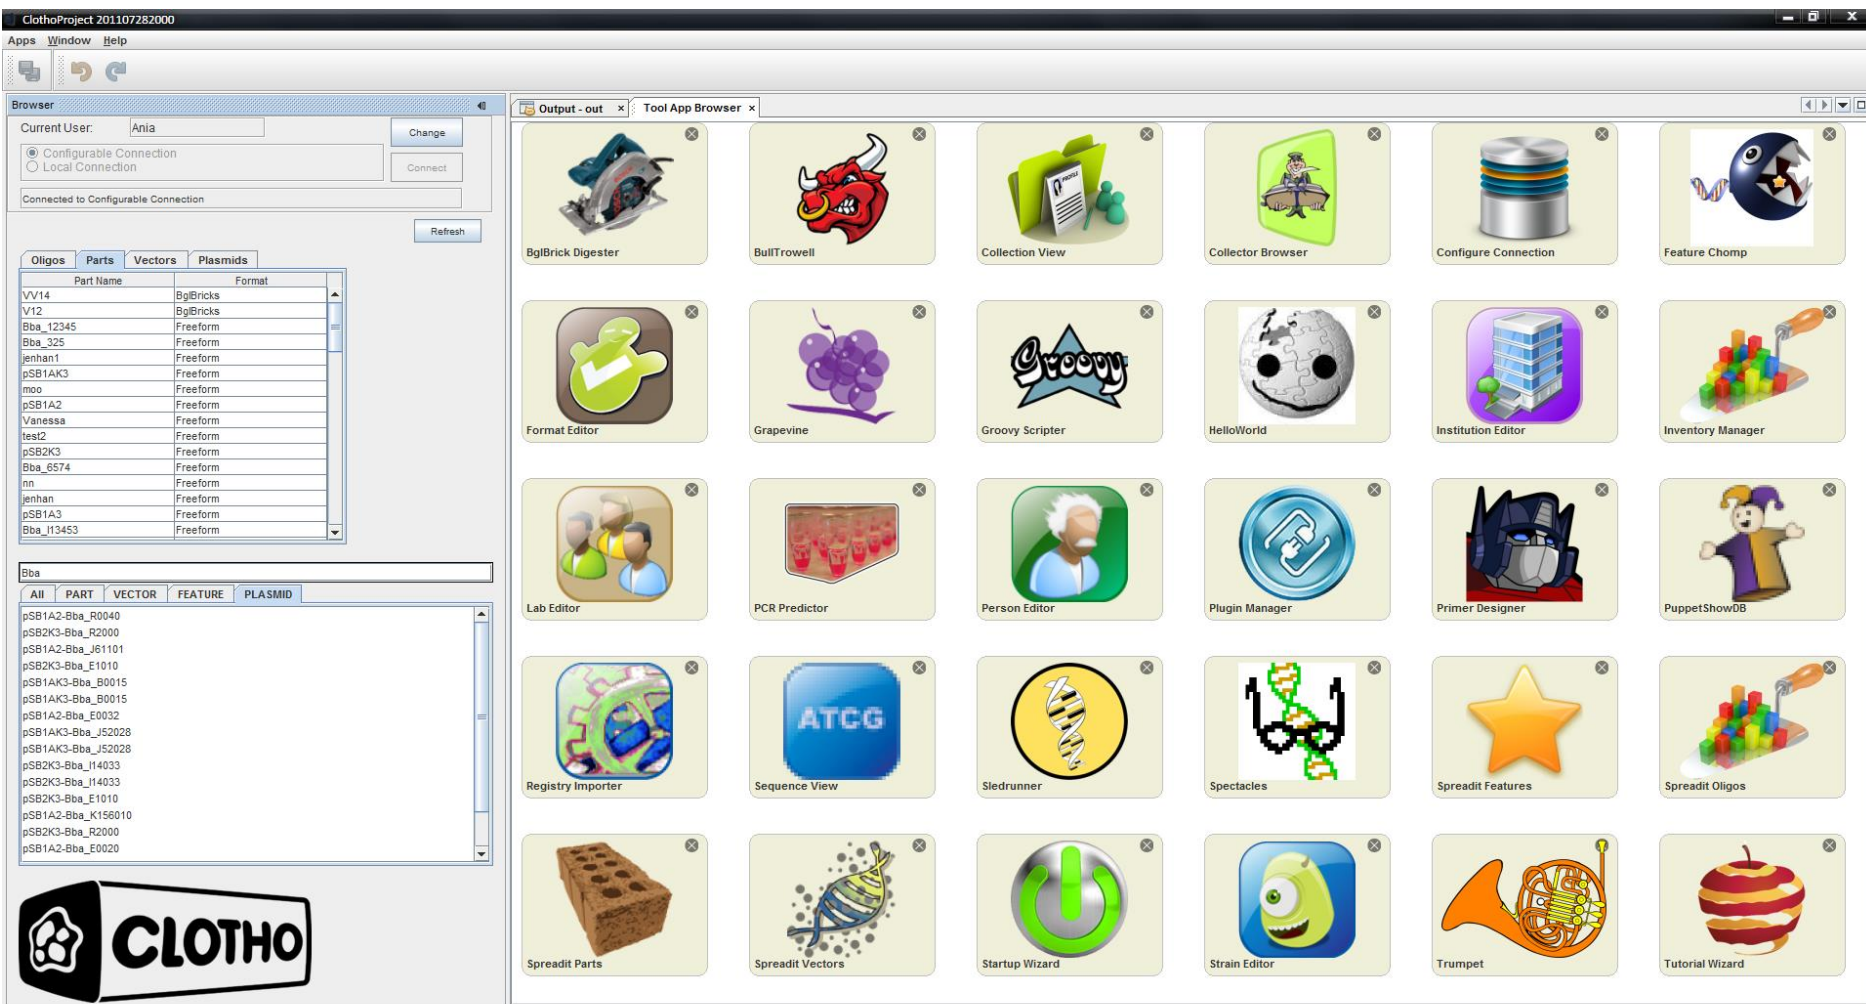 ClothoProject 201107282000
Apps Window Help
Browser
Current User: Ania
Change
Configurable Connection
Local Connection
Connect
Connected to Configurable Connection
Refresh
Oligos Parts Vectors Plasmids
Part Name Format
VV14 BglBricks
V12 BglBricks
Bba_12345 Freeform
Bba_325 Freeform
jenhan1 Freeform
pSB1AK3 Freeform
moo Freeform
pSB1A2 Freeform
Vanessa Freeform
test2 Freeform
pSB2K3 Freeform
Bba_6574 Freeform
nn Freeform
jenhan Freeform
pSB1A3 Freeform
Bba_I13453 Freeform
Bba
All PART VECTOR FEATURE PLASMID
pSB1A2-Bba_R0040
pSB2K3-Bba_R2000
pSB1A2-Bba_J61101
pSB2K3-Bba_E1010
pSB1AK3-Bba_B0015
pSB1AK3-Bba_B0015
pSB1A2-Bba_E0032
pSB1AK3-Bba_J52028
pSB1AK3-Bba_J52028
pSB2K3-Bba_I14033
pSB2K3-Bba_I14033
pSB2K3-Bba_E1010
pSB1A2-Bba_K156010
pSB2K3-Bba_R2000
pSB1A2-Bba_E0020
CLOTHO
Output - out Tool App Browser
BglBrick Digester BullTrowell Collection View Collector Browser Configure Connection Feature Chomp
PROFILE
Groovy
Format Editor Grapevine Groovy Scripter HelloWorld Institution Editor Inventory Manager
Lab Editor PCR Predictor Person Editor Plugin Manager Primer Designer PuppetShowDB
ATCG
Registry Importer Sequence View Sledrunner Spectacles Spreadit Features Spreadit Oligos
Spreadit Parts Spreadit Vectors Startup Wizard Strain Editor Trumpet Tutorial Wizard